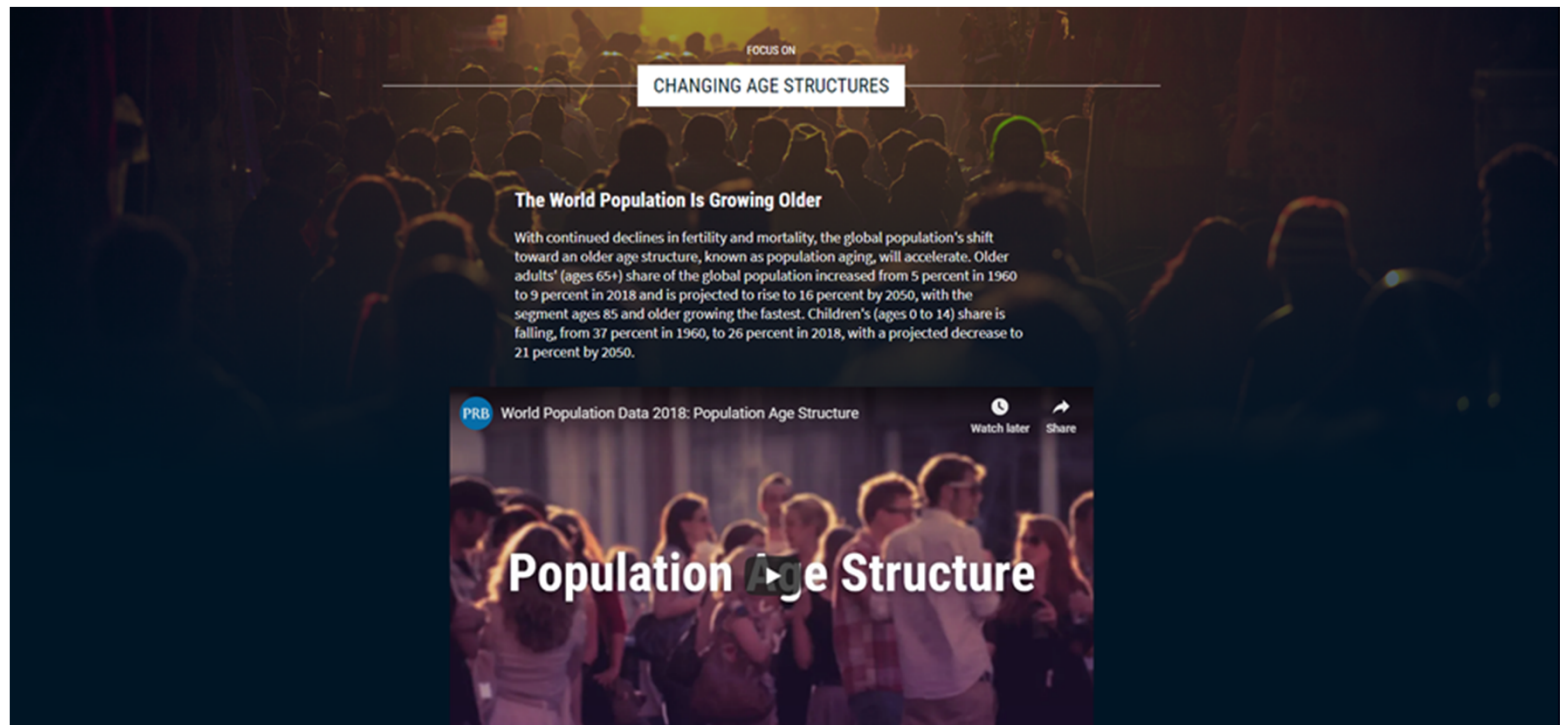 FOCUS ON
CHANGING AGE STRUCTURES
The World Population Is Growing Older
With continued declines in fertility and mortality, the global population's shift
toward an older age structure, known as population aging, will accelerate. Older
adults' (ages 65+) share of the global population increased from 5 percent in 1960
to 9 percent in 2018 and is projected to rise to 16 percent by 2050, with the
segment ages 85 and older growing the fastest. Children's (ages 0 to 14) share is
falling, from 37 percent in 1960, to 26 percent in 2018, with a projected decrease to
21 percent by 2050.
PRB World Population Data 2018: Population Age Structure
Watch later Share
Population Age Structure